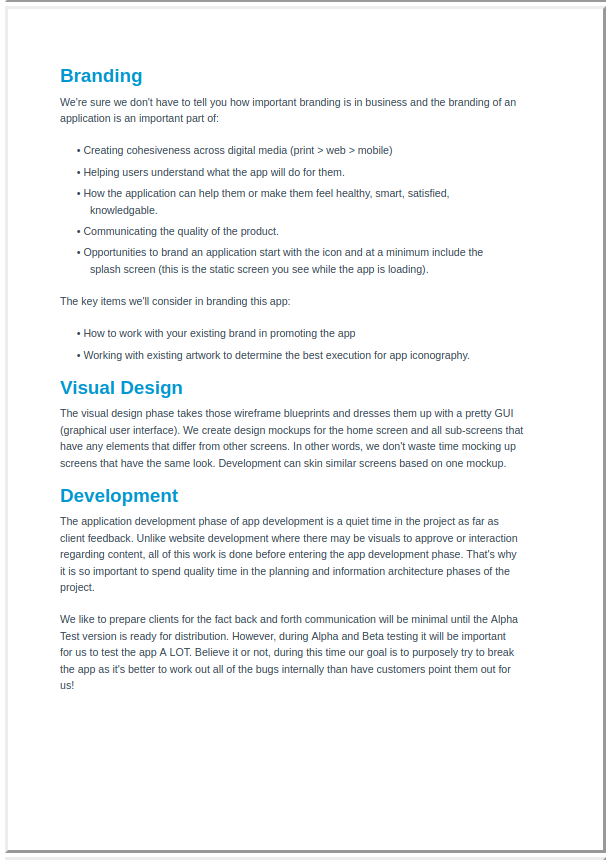 Branding
We're sure we don't have to tell you how important branding is in business and the branding of an
application is an important part of:
• Creating cohesiveness across digital media (print > web > mobile)
• Helping users understand what the app will do for them.
• How the application can help them or make them feel healthy, smart, satisfied,
knowledgable.
• Communicating the quality of the product.
• Opportunities to brand an application start with the icon and at a minimum include the
splash screen (this is the static screen you see while the app is loading).
The key items we'll consider in branding this app:
• How to work with your existing brand in promoting the app
• Working with existing artwork to determine the best execution for app iconography.
Visual Design
The visual design phase takes those wireframe blueprints and dresses them up with a pretty GUI
(graphical user interface). We create design mockups for the home screen and all sub-screens that
have any elements that differ from other screens. In other words, we don't waste time mocking up
screens that have the same look. Development can skin similar screens based on one mockup.
Development
The application development phase of app development is a quiet time in the project as far as
client feedback. Unlike website development where there may be visuals to approve or interaction
regarding content, all of this work is done before entering the app development phase. That's why
it is so important to spend quality time in the planning and information architecture phases of the
project.
We like to prepare clients for the fact back and forth communication will be minimal until the Alpha
Test version is ready for distribution. However, during Alpha and Beta testing it will be important
for us to test the app A LOT. Believe it or not, during this time our goal is to purposely try to break
the app as it's better to work out all of the bugs internally than have customers point them out for
us!